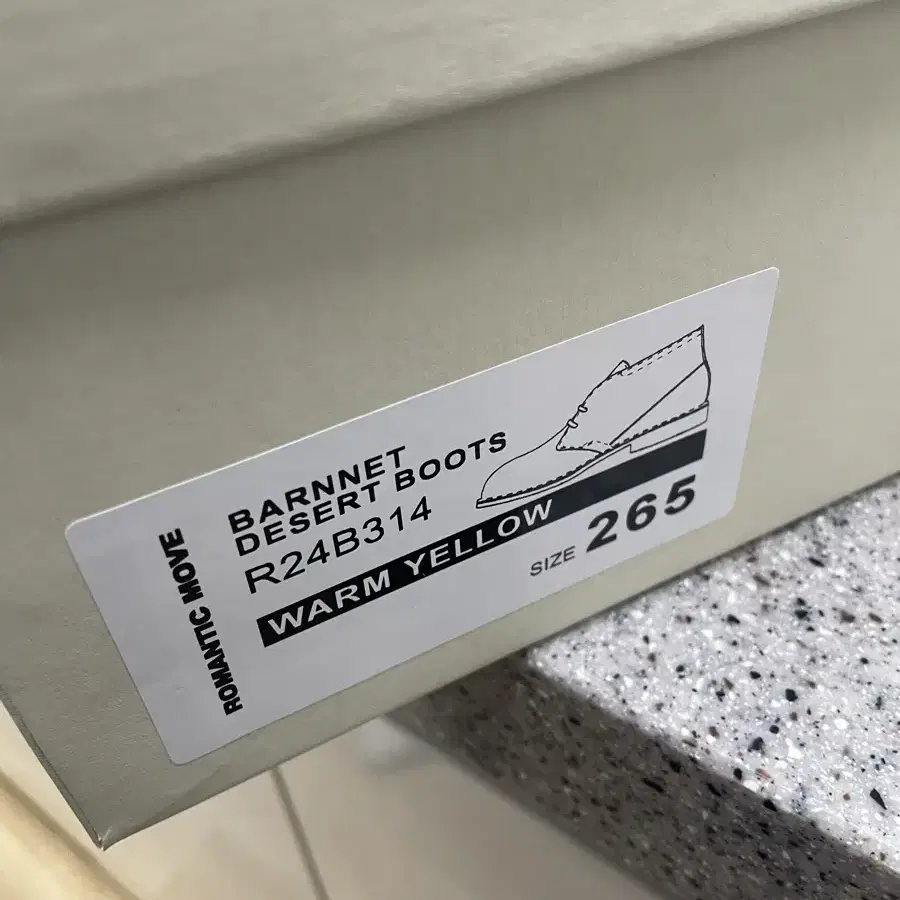 ROMANTIC MOVE
BARNNET
DESERT BOOTS
R24B314
WARM YELLOW
SIZE 265